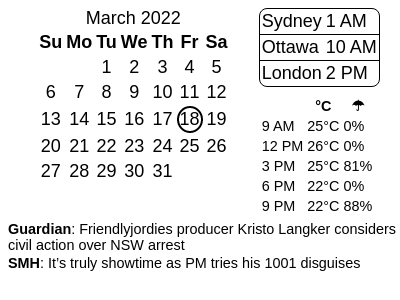 March 2022
Su Mo Tu We Th Fr Sa
1 2 3 4 5
6 7 8 9 10 11 12
13 14 15 16 17 18 19
20 21 22 23 24 25 26
27 28 29 30 31
Sydney 1 AM
Ottawa 10 AM
London 2 PM
°C ☂
9 AM 25°C 0%
12 PM 26°C 0%
3 PM 25°C 81%
6 PM 22°C 0%
9 PM 22°C 88%
Guardian: Friendlyjordies producer Kristo Langker considers
civil action over NSW arrest
SMH: It’s truly showtime as PM tries his 1001 disguises